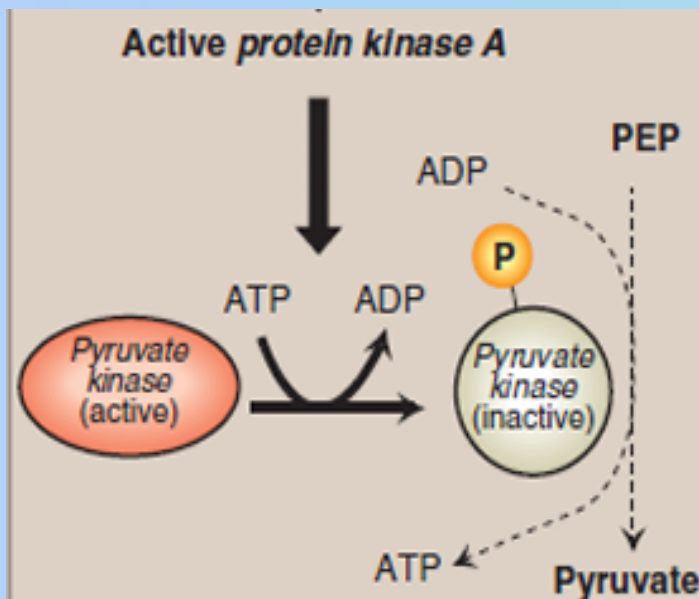 Active protein kinase A
PEP
ADP
P
ATP
ADP
Pyruvate
kinase
(active)
Pyruvate
kinase
(inactive)
ATP
Pyruvate